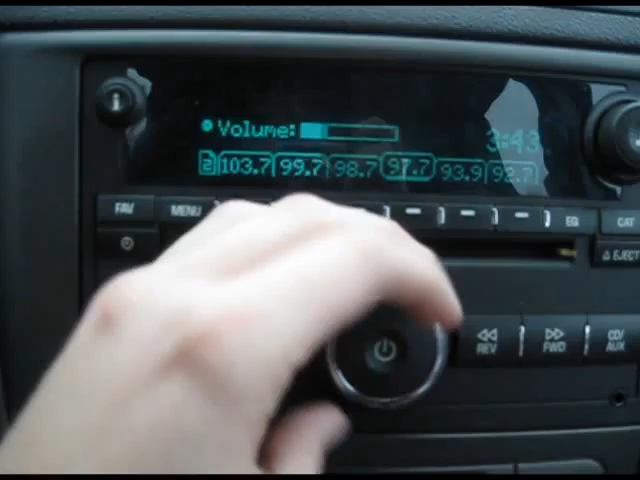 i
Volume:
3:43
2 103.7 99.7 98.7 97.7 93.9 92.7
FAV MENU EQ CAT
EJECT
REV FWD CD/AUX